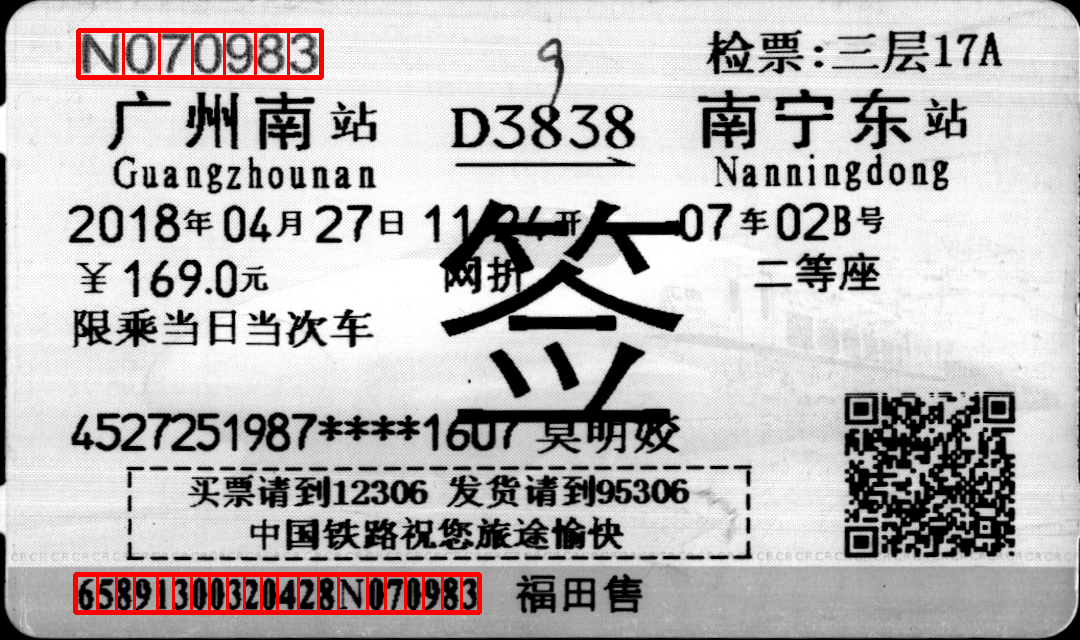 N070983 检票:三层17A
广州南站 D3838 南宁东站
Guangzhounan Nanningdong
2018年04月27日 开 07车02B号
￥169.0元 网折 二等座
限乘当日当次车
签
4527251987****1607 莫明姣
买票请到12306 发货请到95306
中国铁路祝您旅途愉快
65891300320428N070983 福田售